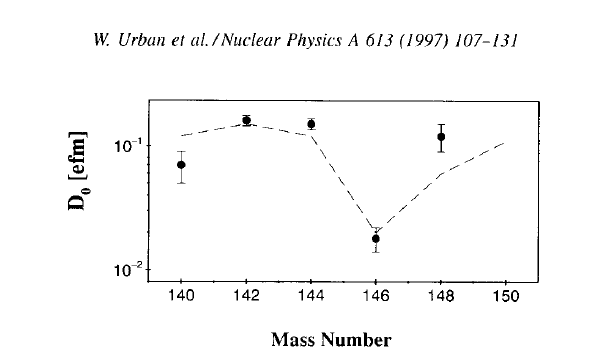 W. Urban et al. / Nuclear Physics A 613 (1997) 107–131
D₀ [efm]
10⁻¹
10⁻²
140 142 144 146 148 150
Mass Number